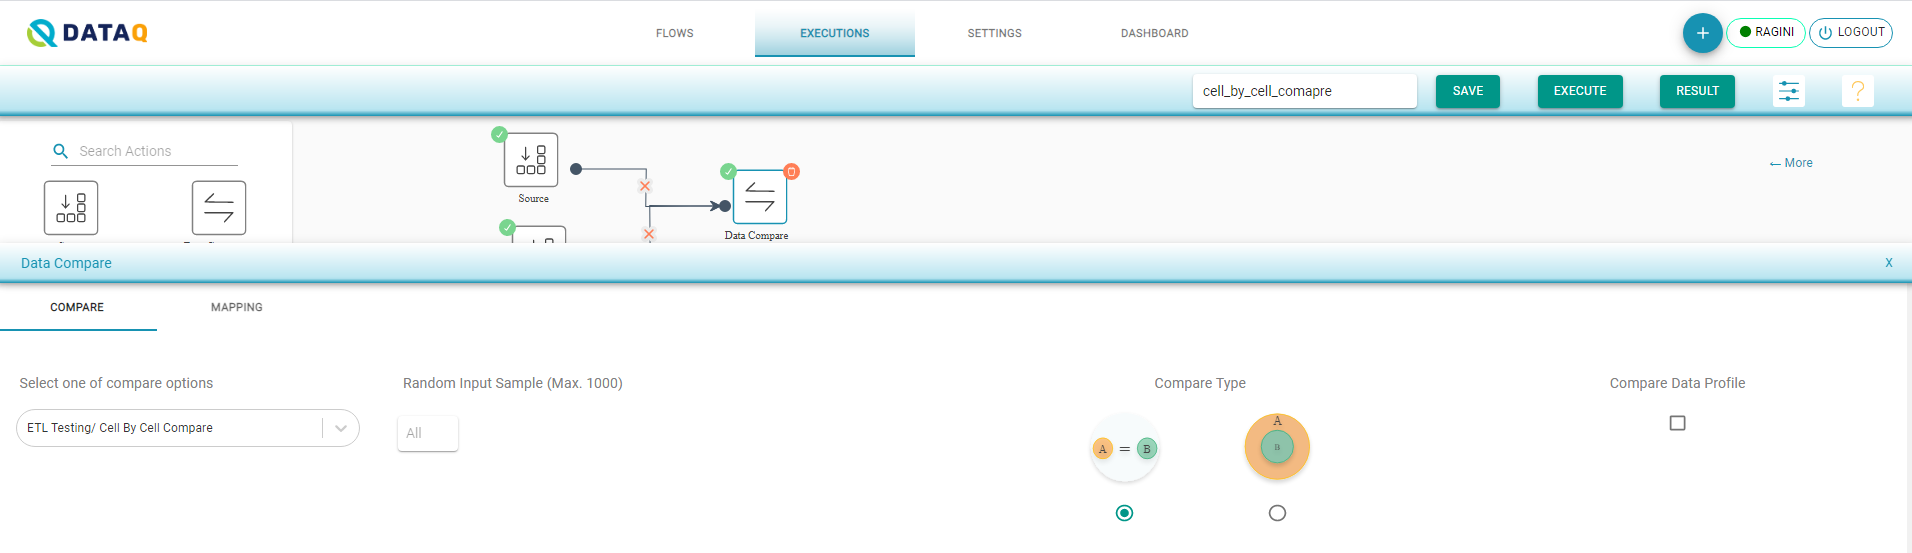 DATAQ
FLOWS
EXECUTIONS
SETTINGS
DASHBOARD
+
RAGINI
LOGOUT
cell_by_cell_comapre
SAVE
EXECUTE
RESULT
?
Search Actions
Source
Data Compare
← More
Data Compare
X
COMPARE
MAPPING
Select one of compare options
Random Input Sample (Max. 1000)
Compare Type
Compare Data Profile
ETL Testing/ Cell By Cell Compare
All
A = B
A
B